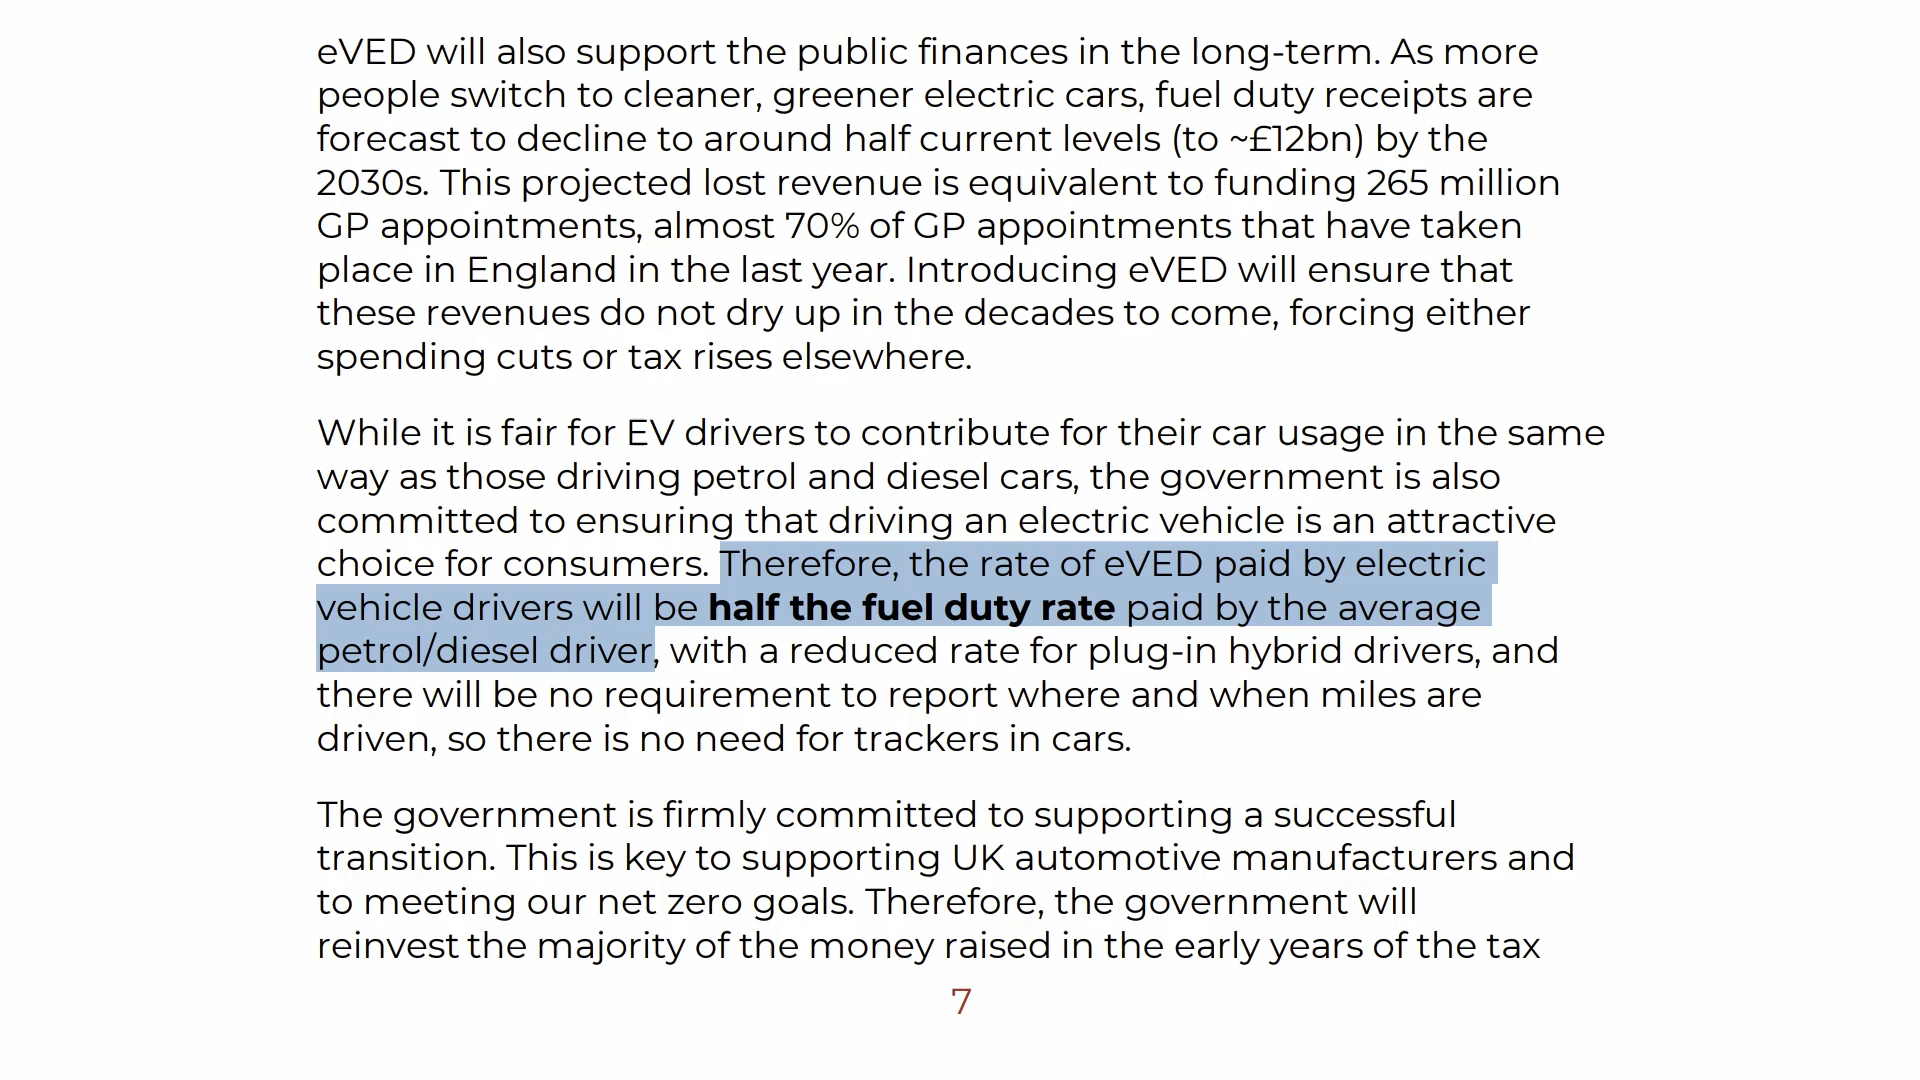 eVED will also support the public finances in the long-term. As more
people switch to cleaner, greener electric cars, fuel duty receipts are
forecast to decline to around half current levels (to ~£12bn) by the
2030s. This projected lost revenue is equivalent to funding 265 million
GP appointments, almost 70% of GP appointments that have taken
place in England in the last year. Introducing eVED will ensure that
these revenues do not dry up in the decades to come, forcing either
spending cuts or tax rises elsewhere.
While it is fair for EV drivers to contribute for their car usage in the same
way as those driving petrol and diesel cars, the government is also
committed to ensuring that driving an electric vehicle is an attractive
choice for consumers. Therefore, the rate of eVED paid by electric
vehicle drivers will be half the fuel duty rate paid by the average
petrol/diesel driver, with a reduced rate for plug-in hybrid drivers, and
there will be no requirement to report where and when miles are
driven, so there is no need for trackers in cars.
The government is firmly committed to supporting a successful
transition. This is key to supporting UK automotive manufacturers and
to meeting our net zero goals. Therefore, the government will
reinvest the majority of the money raised in the early years of the tax
7